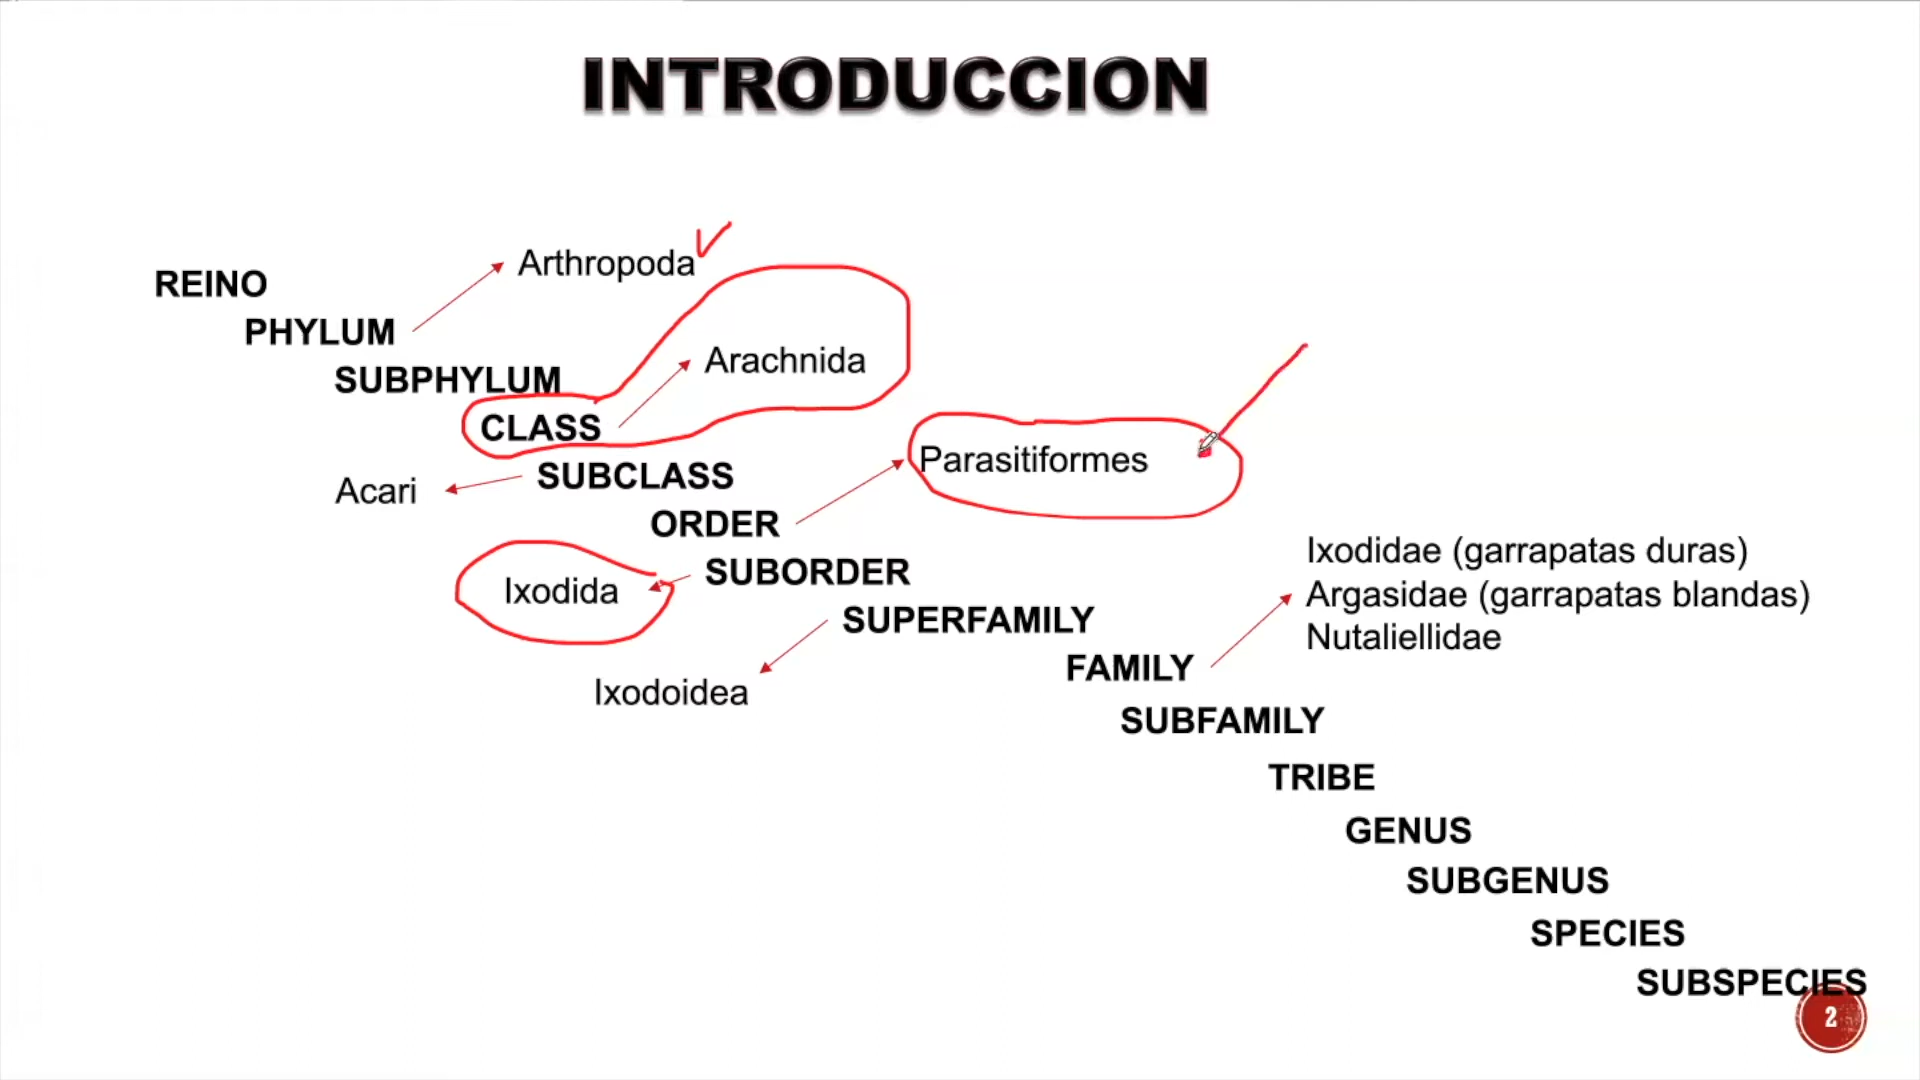 INTRODUCCION
Arthropoda
REINO
PHYLUM
SUBPHYLUM
Arachnida
CLASS
Parasitiformes
SUBCLASS
Acari
ORDER
Ixodida
SUBORDER
Ixodidae (garrapatas duras)
Argasidae (garrapatas blandas)
Nutaliellidae
SUPERFAMILY
FAMILY
Ixodoidea
SUBFAMILY
TRIBE
GENUS
SUBGENUS
SPECIES
SUBSPECIES
2